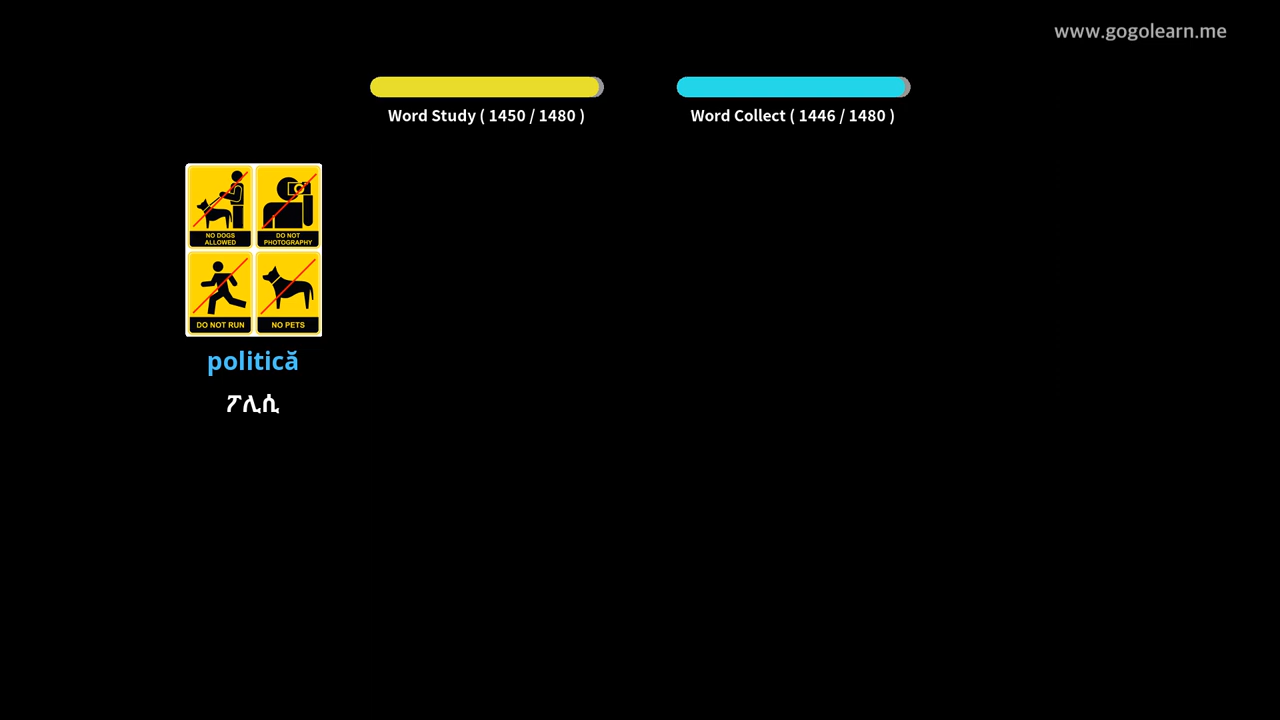 www.gogolearn.me
Word Study ( 1450 / 1480 )
Word Collect ( 1446 / 1480 )
NO DOGS
ALLOWED
DO NOT
PHOTOGRAPHY
DO NOT RUN
NO PETS
politică
ፖሊሲ